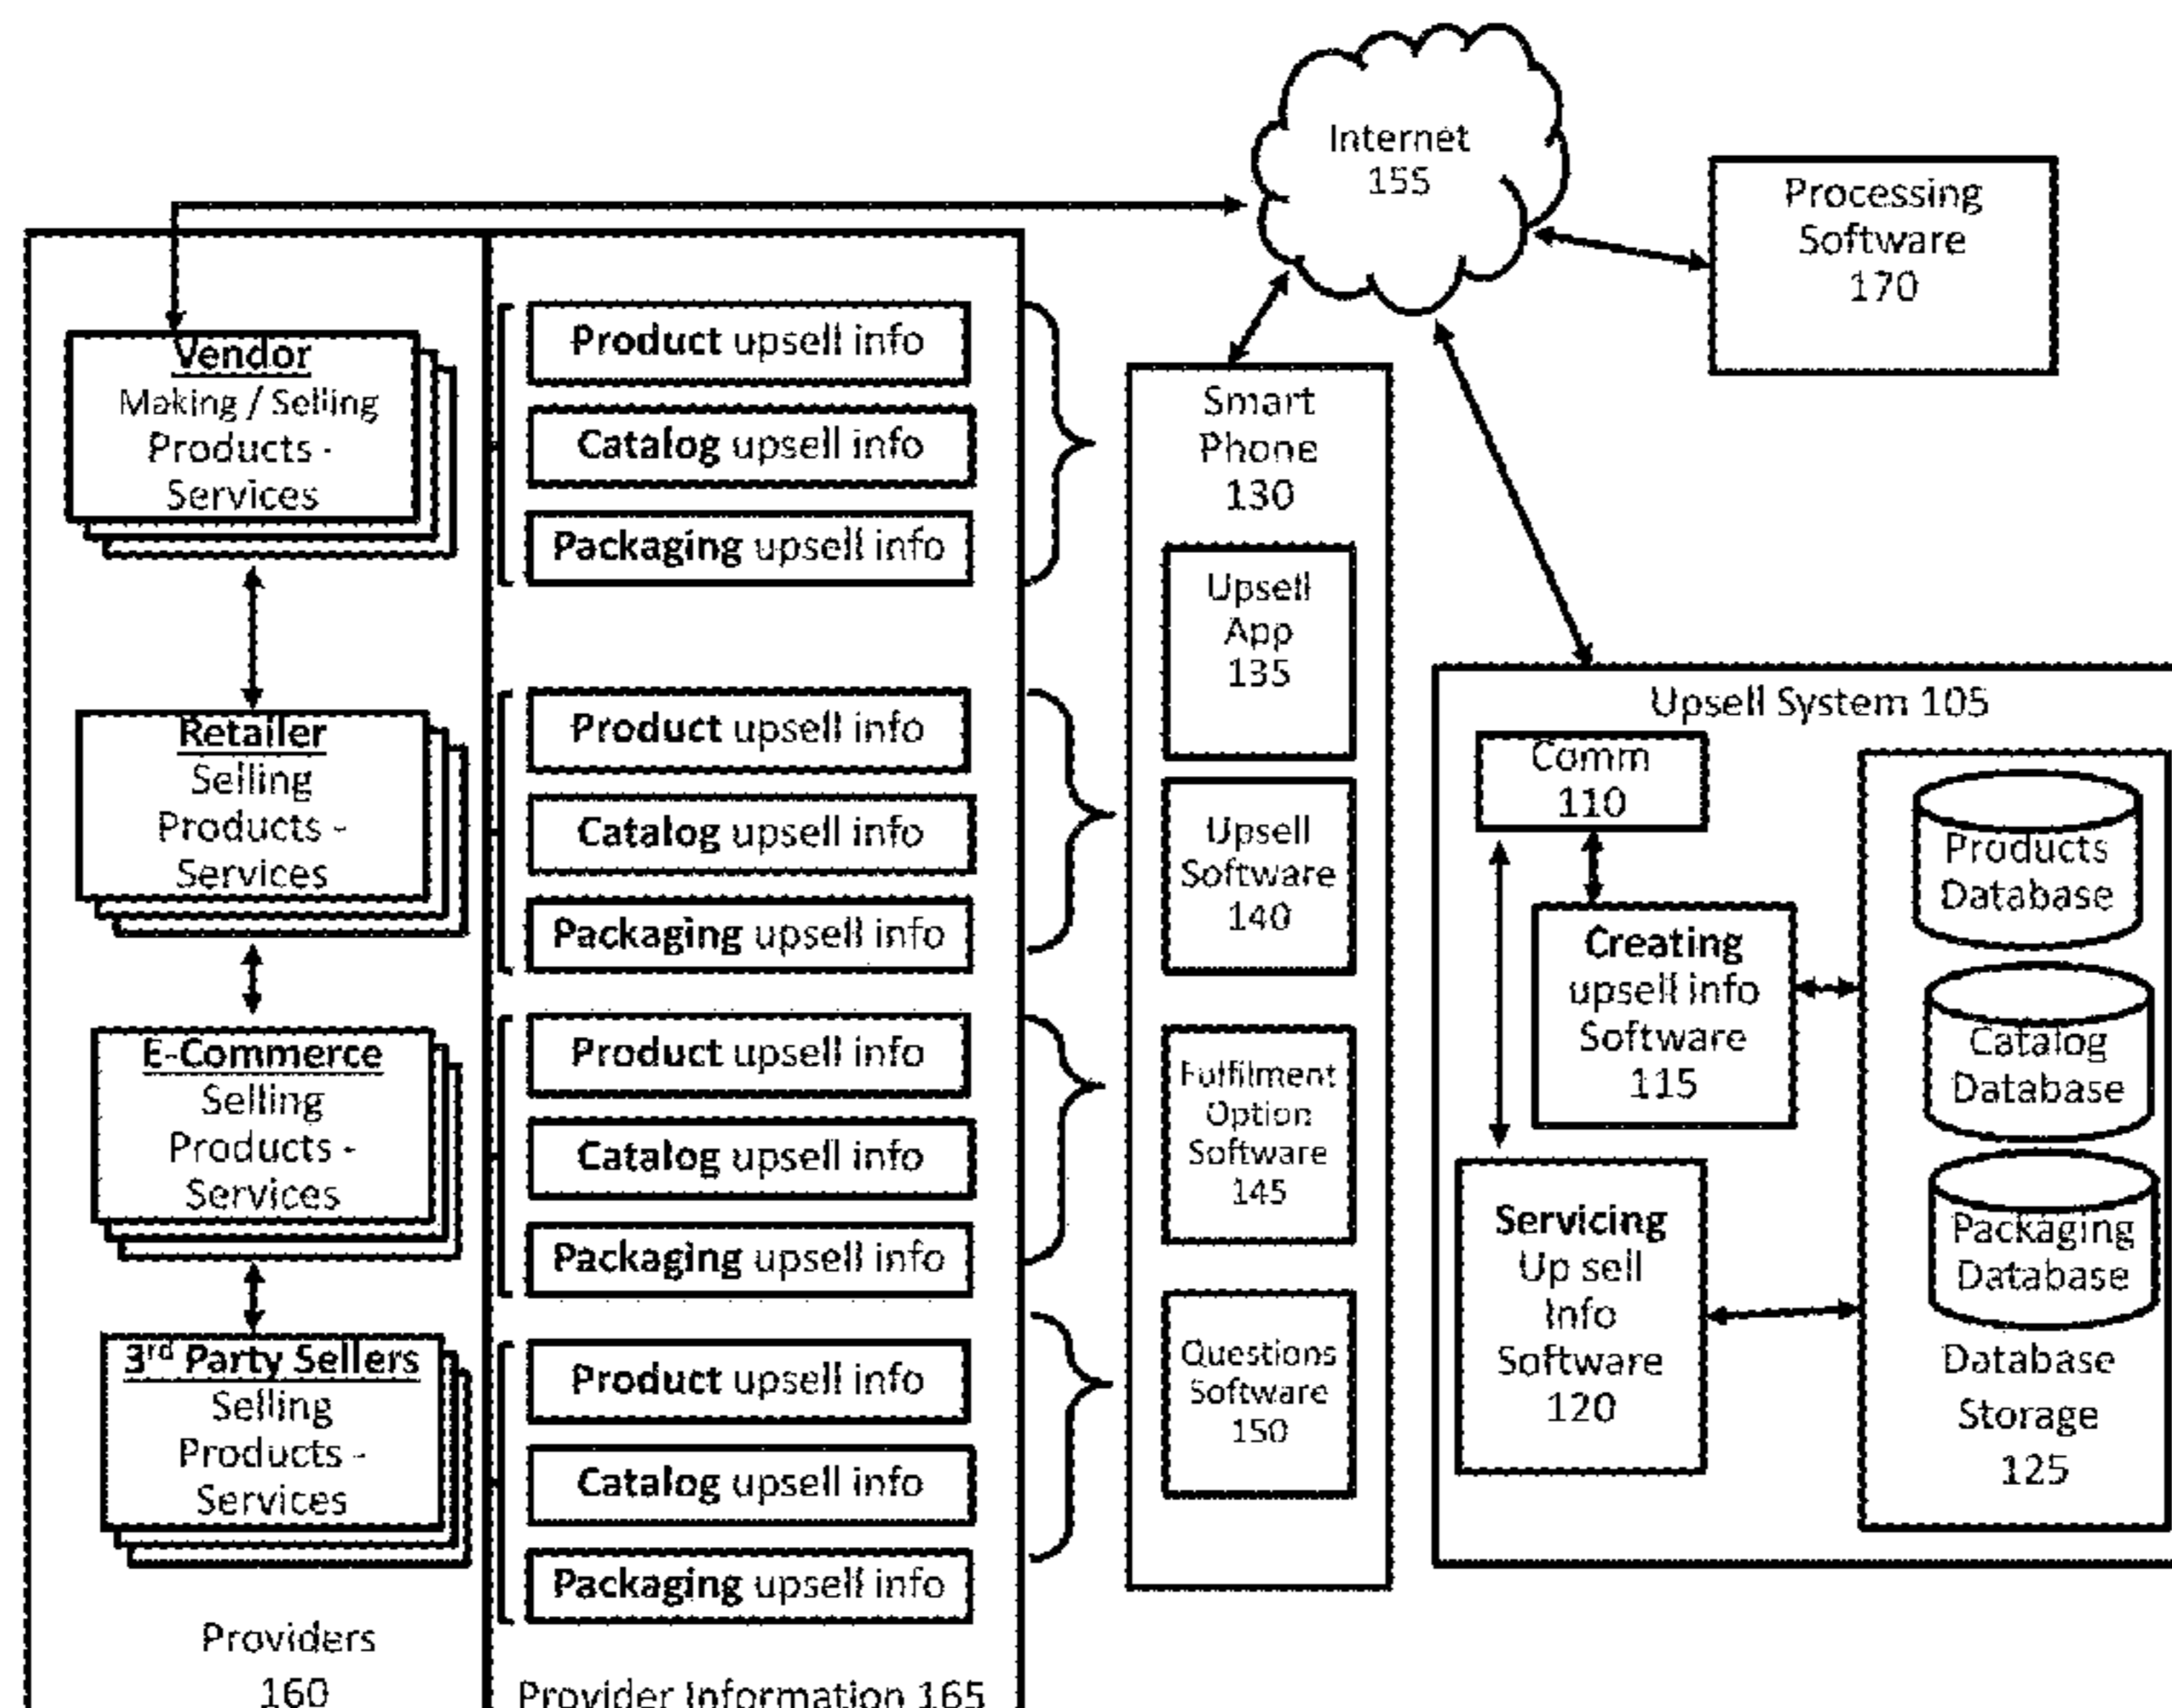 Internet
155
Processing
Software
170
Vendor
Making / Selling
Products -
Services
Retailer
Selling
Products -
Services
E-Commerce
Selling
Products -
Services
3rd Party Sellers
Selling
Products -
Services
Providers
160
Product upsell info
Catalog upsell info
Packaging upsell info
Product upsell info
Catalog upsell info
Packaging upsell info
Product upsell info
Catalog upsell info
Packaging upsell info
Product upsell info
Catalog upsell info
Packaging upsell info
Provider Information 165
Smart
Phone
130
Upsell
App
135
Upsell
Software
140
Fulfilment
Option
Software
145
Questions
Software
150
Upsell System 105
Comm
110
Creating
upsell info
Software
115
Servicing
Up sell
Info
Software
120
Products
Database
Catalog
Database
Packaging
Database
Database
Storage
125